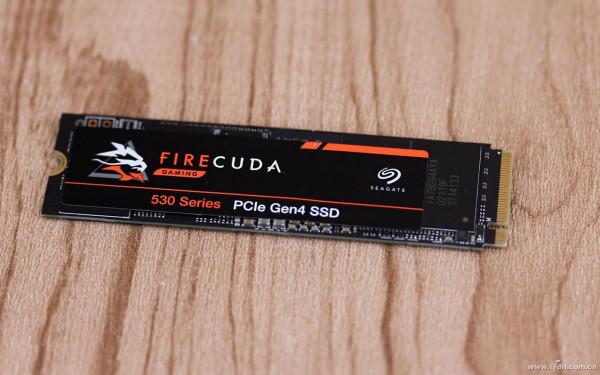 FIRECUDA
GAMING
SEAGATE
530 Series PCIe Gen4 SSD